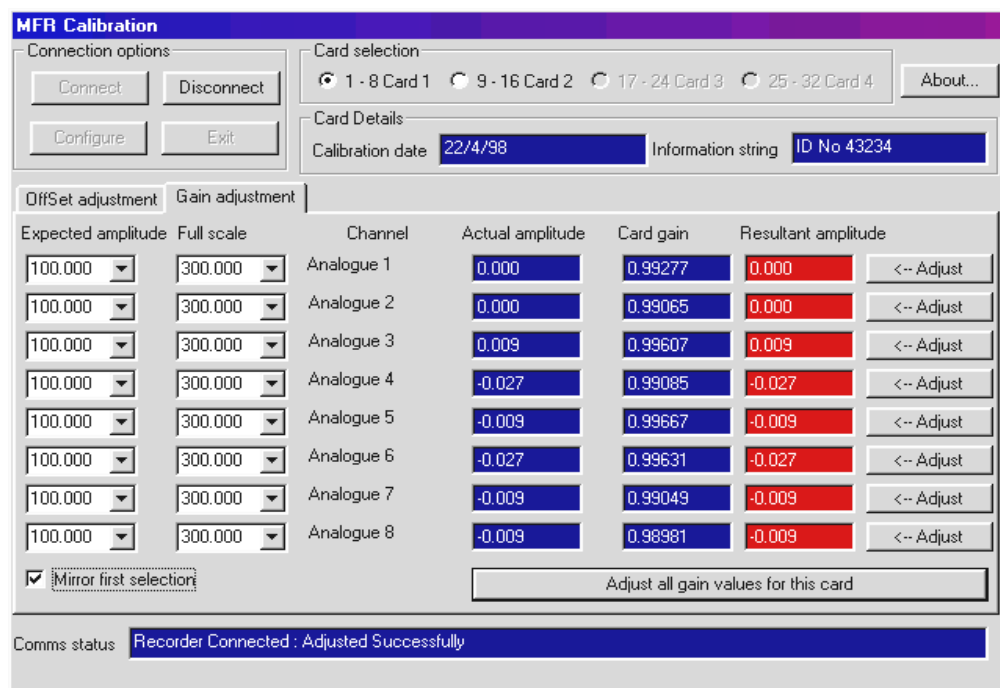 MFR Calibration
Connection options
Connect
Disconnect
Configure
Exit
Card selection
1 - 8 Card 1
9 - 16 Card 2
17 - 24 Card 3
25 - 32 Card 4
About...
Card Details
Calibration date 22/4/98 Information string ID No 43234
OffSet adjustment
Gain adjustment
Expected amplitude Full scale Channel Actual amplitude Card gain Resultant amplitude
100.000 300.000 Analogue 1 0.000 0.99277 0.000 <-- Adjust
100.000 300.000 Analogue 2 0.000 0.99065 0.000 <-- Adjust
100.000 300.000 Analogue 3 0.009 0.99607 0.009 <-- Adjust
100.000 300.000 Analogue 4 -0.027 0.99085 -0.027 <-- Adjust
100.000 300.000 Analogue 5 -0.009 0.99667 -0.009 <-- Adjust
100.000 300.000 Analogue 6 -0.027 0.99631 -0.027 <-- Adjust
100.000 300.000 Analogue 7 -0.009 0.99049 -0.009 <-- Adjust
100.000 300.000 Analogue 8 -0.009 0.98981 -0.009 <-- Adjust
Mirror first selection
Adjust all gain values for this card
Comms status Recorder Connected : Adjusted Successfully